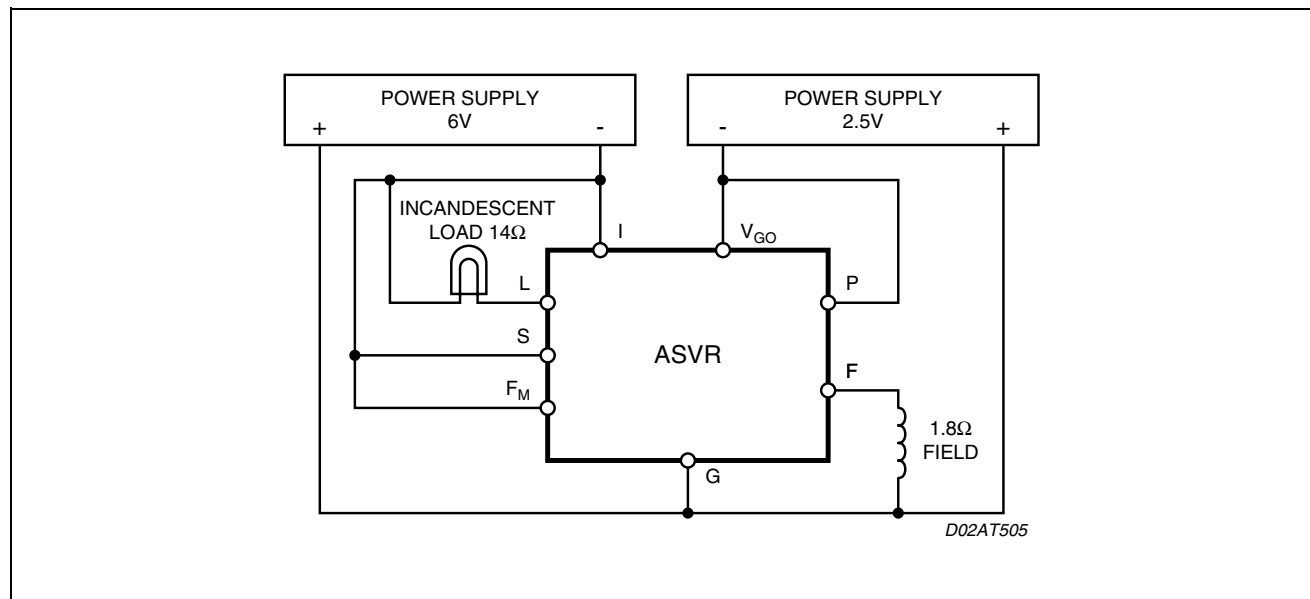 POWER SUPPLY
6V
+ -
POWER SUPPLY
2.5V
- +
INCANDESCENT
LOAD 14Ω
I
VGO
L
P
S
ASVR
F
FM
1.8Ω
FIELD
G
D02AT505